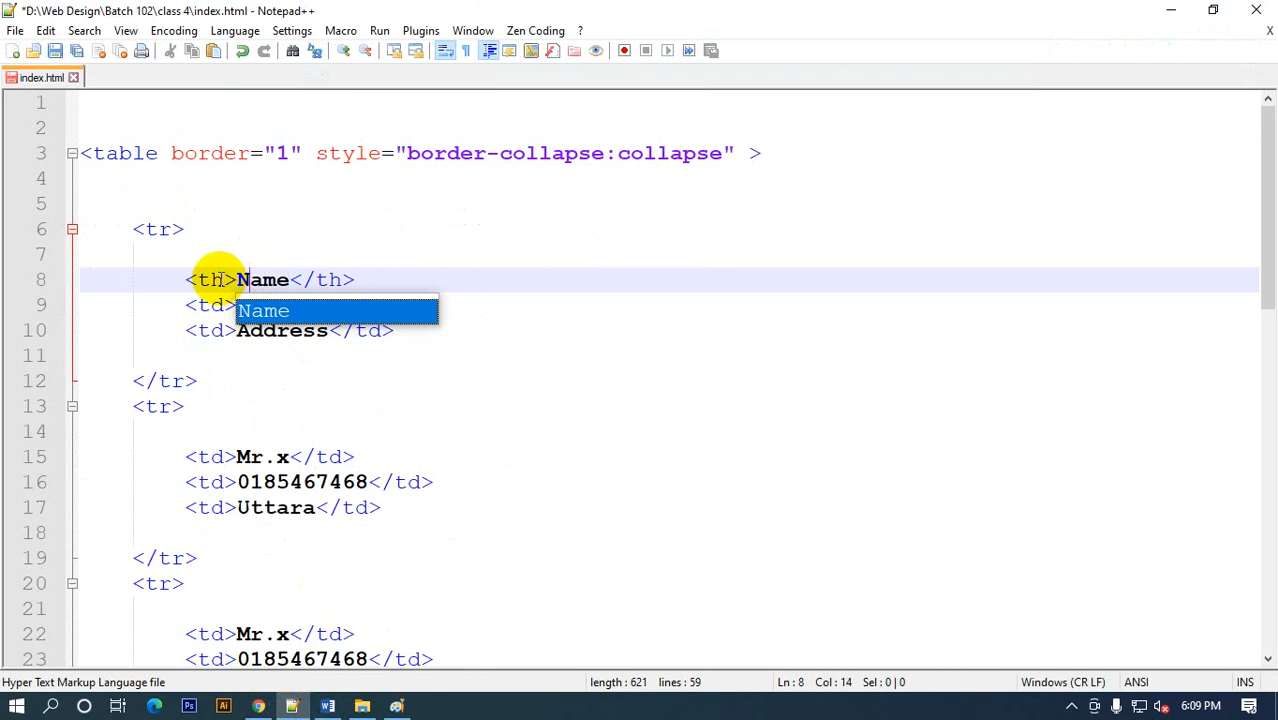 *D:\Web Design\Batch 102\class 4\index.html - Notepad++
File Edit Search View Encoding Language Settings Macro Run Plugins Window Zen Coding ? X
index.html
1
2
3 <table border="1" style="border-collapse:collapse" >
4
5
6 <tr>
7
8 <th>Name</th>
9 <td>
Name
10 <td>Address</td>
11
12 </tr>
13 <tr>
14
15 <td>Mr.x</td>
16 <td>0185467468</td>
17 <td>Uttara</td>
18
19 </tr>
20 <tr>
21
22 <td>Mr.x</td>
23 <td>0185467468</td>
Hyper Text Markup Language file length : 621 lines : 59 Ln : 8 Col : 14 Sel : 0 | 0 Windows (CR LF) ANSI INS
Ps Ai W 6:09 PM